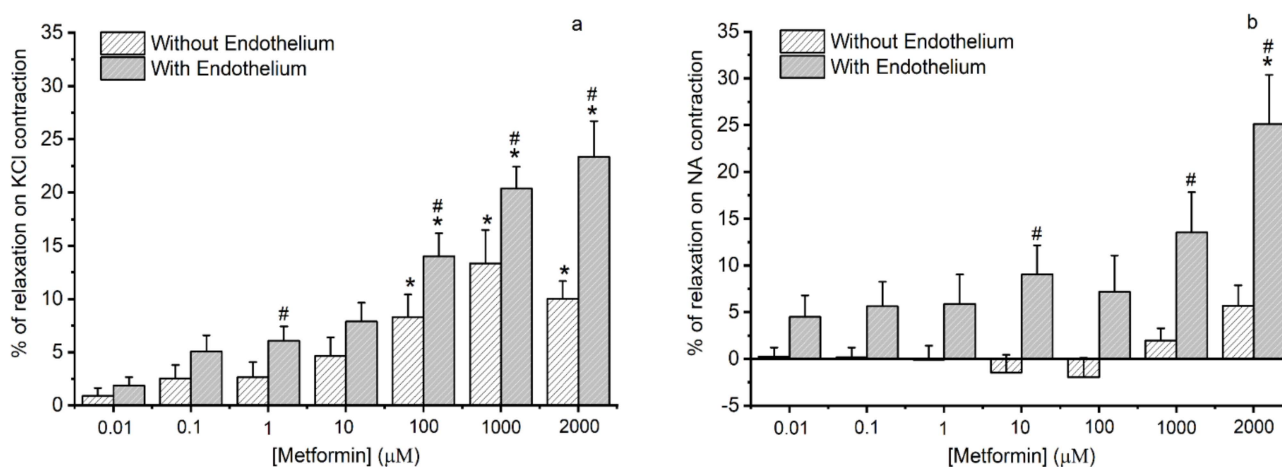 a
Without Endothelium
With Endothelium
% of relaxation on KCl contraction
35
30
25
20
15
10
5
0
#
*
#
*
*
#
*
#
*
*
0.01 0.1 1 10 100 1000 2000
[Metformin] (μM)
b
Without Endothelium
With Endothelium
% of relaxation on NA contraction
35
30
25
20
15
10
5
0
-5
#
#
#
*
0.01 0.1 1 10 100 1000 2000
[Metformin] (μM)